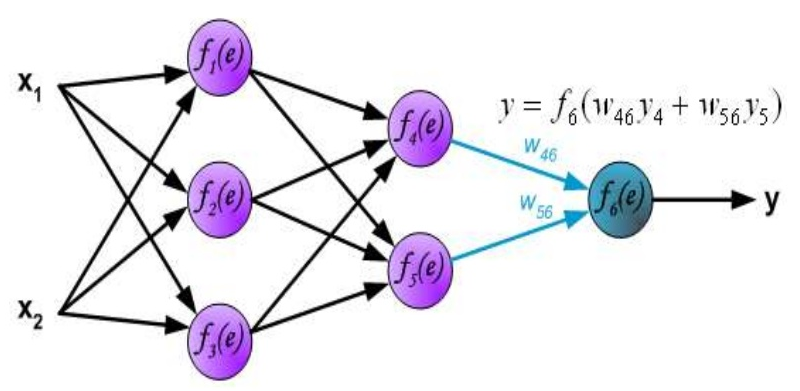 x₁
x₂
f₁(e)
f₂(e)
f₃(e)
f₄(e)
f₅(e)
y = f₆(w₄₆y₄ + w₅₆y₅)
w₄₆
w₅₆
f₆(e)
y